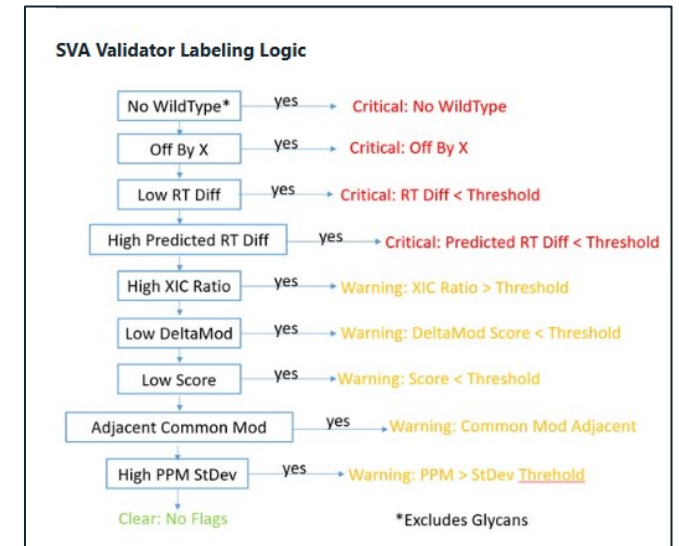 SVA Validator Labeling Logic
No WildType* yes Critical: No WildType
Off By X yes Critical: Off By X
Low RT Diff yes Critical: RT Diff < Threshold
High Predicted RT Diff yes Critical: Predicted RT Diff < Threshold
High XIC Ratio yes Warning: XIC Ratio > Threshold
Low DeltaMod yes Warning: DeltaMod Score < Threshold
Low Score yes Warning: Score < Threshold
Adjacent Common Mod yes Warning: Common Mod Adjacent
High PPM StDev yes Warning: PPM > StDev Threhold
Clear: No Flags *Excludes Glycans